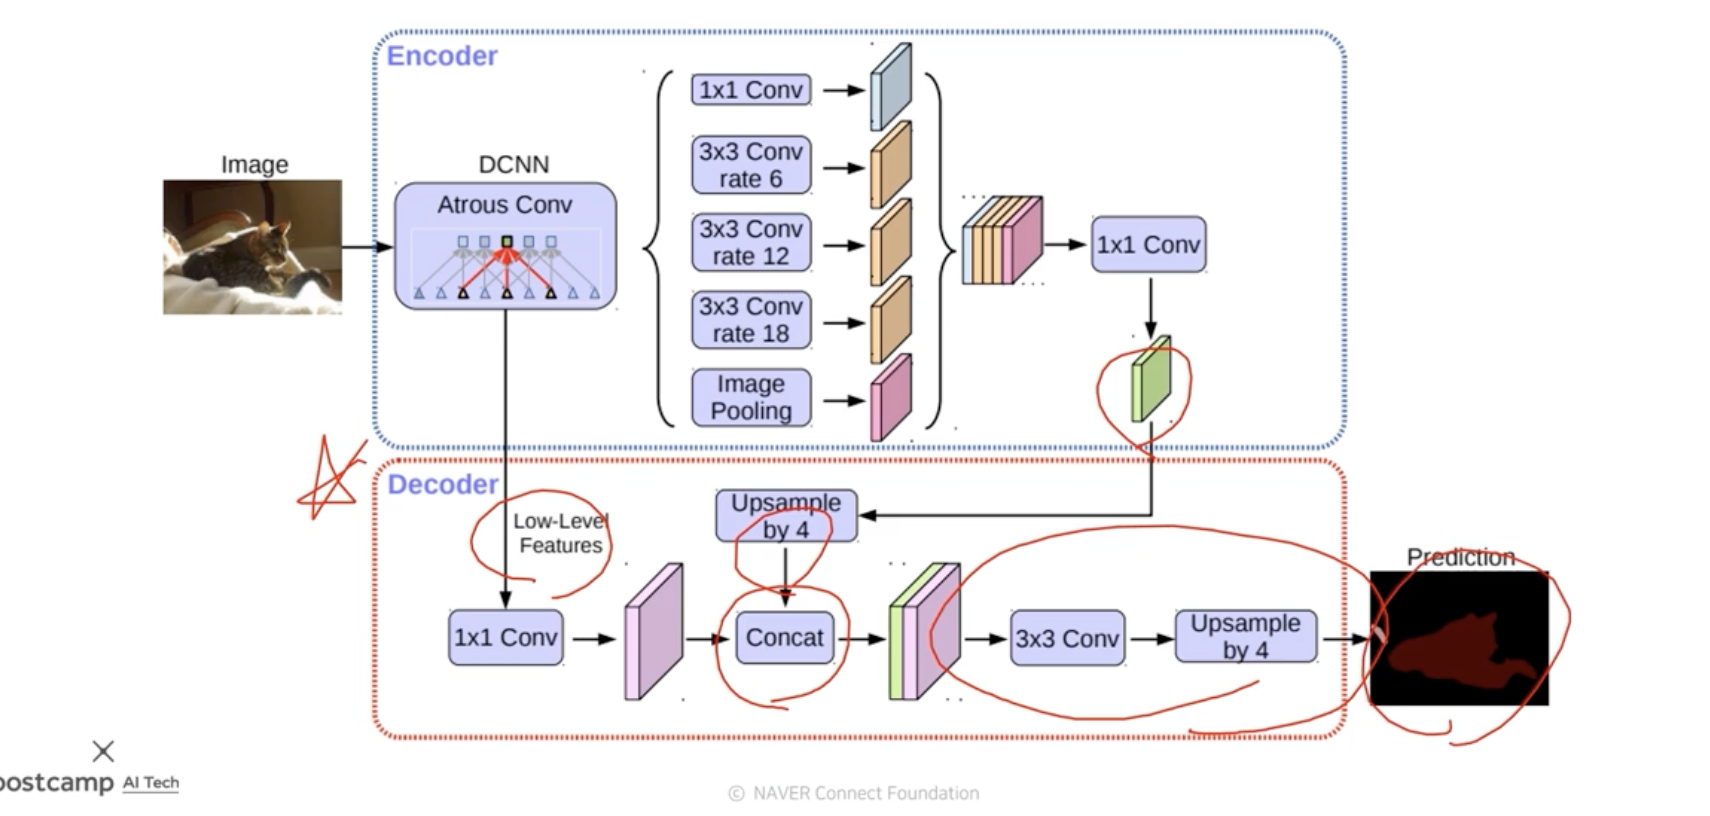 Encoder
Image
DCNN
Atrous Conv
1x1 Conv
3x3 Conv
rate 6
3x3 Conv
rate 12
3x3 Conv
rate 18
Image
Pooling
1x1 Conv
Decoder
Low-Level
Features
Upsample
by 4
1x1 Conv
Concat
3x3 Conv
Upsample
by 4
Prediction
ostcamp AI Tech
© NAVER Connect Foundation